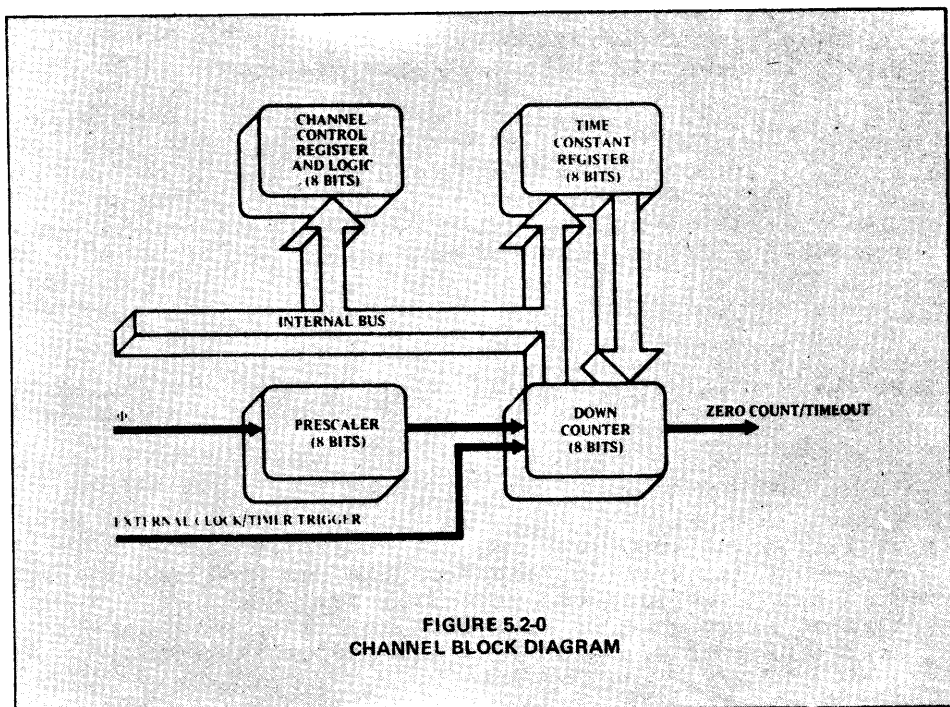 CHANNEL
CONTROL
REGISTER
AND LOGIC
(8 BITS)
TIME
CONSTANT
REGISTER
(8 BITS)
INTERNAL BUS
Φ
PRESCALER
(8 BITS)
DOWN
COUNTER
(8 BITS)
ZERO COUNT/TIMEOUT
EXTERNAL CLOCK/TIMER TRIGGER
FIGURE 5.2-0
CHANNEL BLOCK DIAGRAM